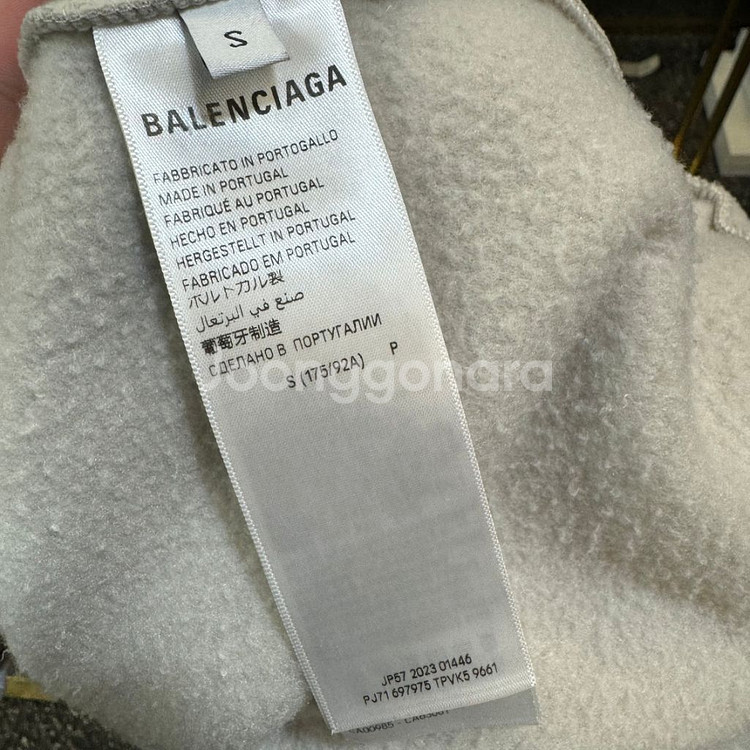 S
BALENCIAGA
FABBRICATO IN PORTOGALLO
MADE IN PORTUGAL
FABRIQUÉ AU PORTUGAL
HECHO EN PORTUGAL
HERGESTELLT IN PORTUGAL
FABRICADO EM PORTUGAL
ポルトガル製
صنع في البرتغال
葡萄牙制造
СДЕЛАНО В ПОРТУГАЛИИ
S (175/92A) P
Joonggonara
JP57 2023 01446
PJ71 697975 TPVK5 9661